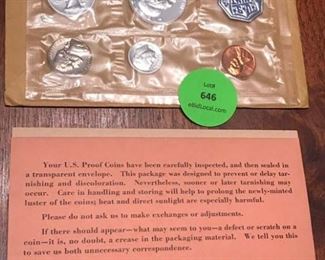 Lot#
646
ebidlocal.com
Your U.S. Proof Coins have been carefully inspected, and then sealed in
a transparent envelope. This package was designed to prevent or delay tar-
nishing and discoloration. Nevertheless, sooner or later tarnishing may
occur. Care in handling and storing will help to prolong the newly-minted
luster of the coins; heat and direct sunlight are especially harmful.
Please do not ask us to make exchanges or adjustments.
If there should appear—what may seem to you—a defect or scratch on a
coin—it is, no doubt, a crease in the packaging material. We tell you this
to save us both unnecessary correspondence.